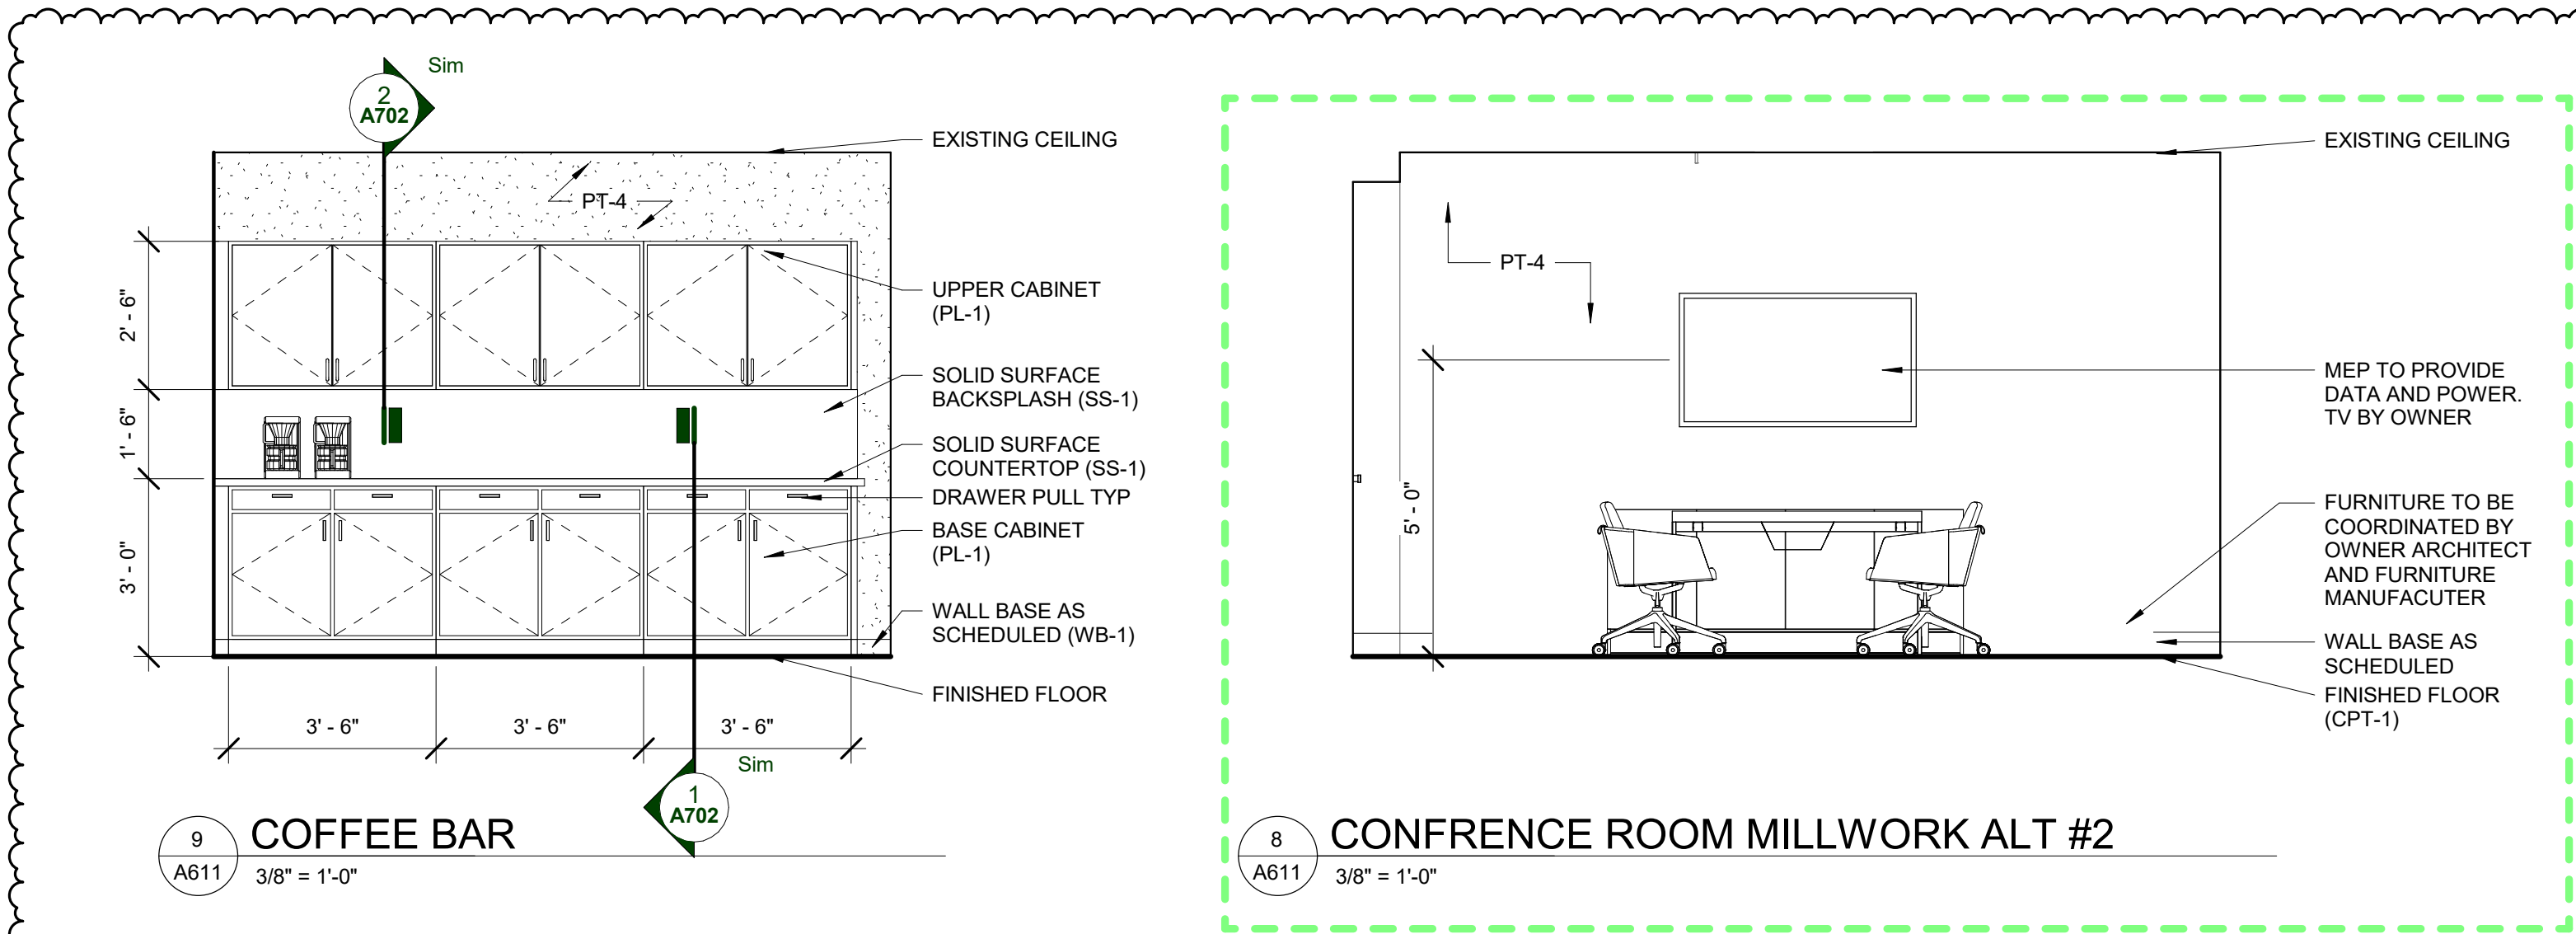 Sim
2
A702
EXISTING CEILING
PT-4
UPPER CABINET
(PL-1)
SOLID SURFACE
BACKSPLASH (SS-1)
SOLID SURFACE
COUNTERTOP (SS-1)
DRAWER PULL TYP
BASE CABINET
(PL-1)
WALL BASE AS
SCHEDULED (WB-1)
FINISHED FLOOR
2' - 6"
1' - 6"
3' - 0"
3' - 6"
3' - 6"
3' - 6"
Sim
1
A702
9
A611
COFFEE BAR
3/8" = 1'-0"
EXISTING CEILING
PT-4
MEP TO PROVIDE
DATA AND POWER.
TV BY OWNER
5' - 0"
FURNITURE TO BE
COORDINATED BY
OWNER ARCHITECT
AND FURNITURE
MANUFACUTER
WALL BASE AS
SCHEDULED
FINISHED FLOOR
(CPT-1)
8
A611
CONFRENCE ROOM MILLWORK ALT #2
3/8" = 1'-0"